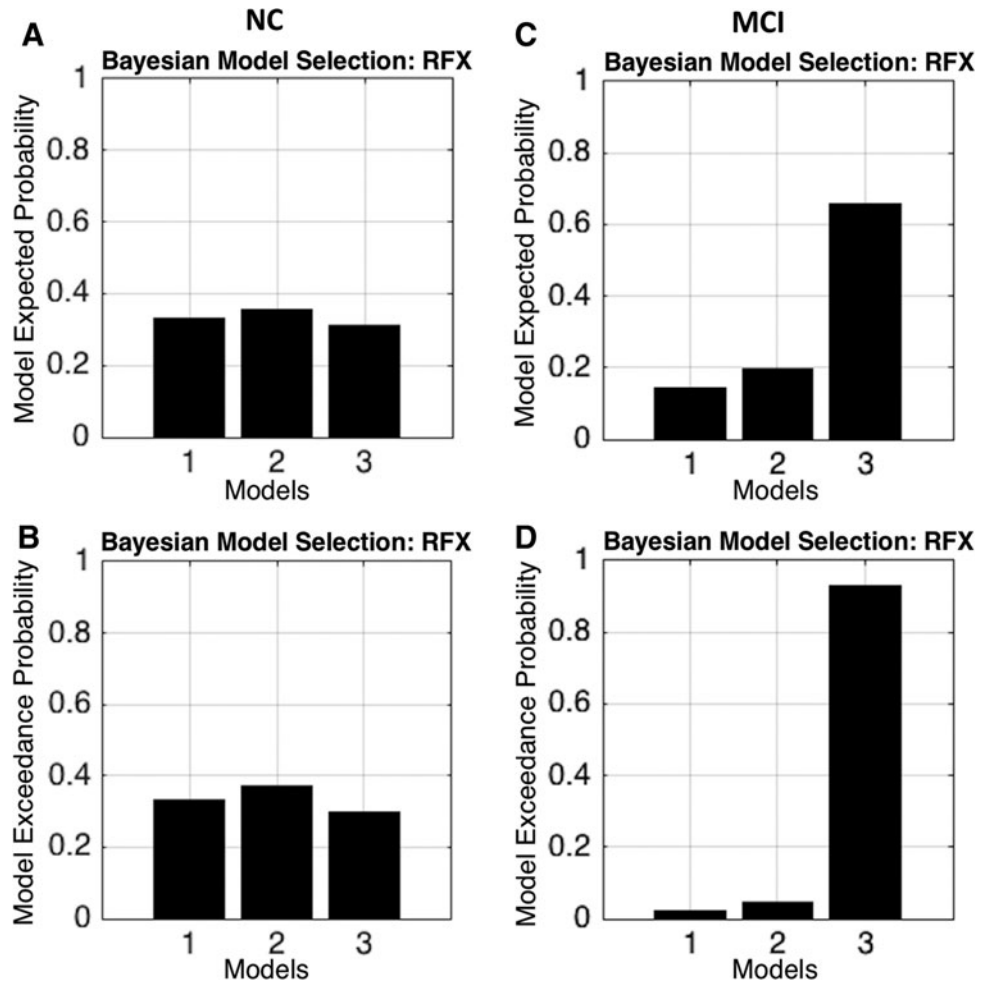 A
NC
Bayesian Model Selection: RFX
Model Expected Probability
1
0.8
0.6
0.4
0.2
0
1 2 3
Models
C
MCI
Bayesian Model Selection: RFX
Model Expected Probability
1
0.8
0.6
0.4
0.2
0
1 2 3
Models
B
Bayesian Model Selection: RFX
Model Exceedance Probability
1
0.8
0.6
0.4
0.2
0
1 2 3
Models
D
Bayesian Model Selection: RFX
Model Exceedance Probability
1
0.8
0.6
0.4
0.2
0
1 2 3
Models